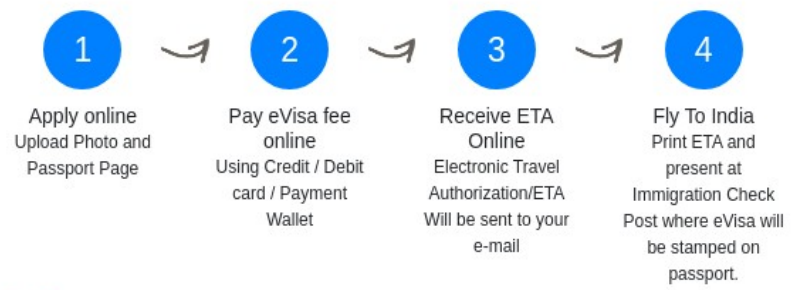 1
Apply online
Upload Photo and
Passport Page
2
Pay eVisa fee
online
Using Credit / Debit
card / Payment
Wallet
3
Receive ETA
Online
Electronic Travel
Authorization/ETA
Will be sent to your
e-mail
4
Fly To India
Print ETA and
present at
Immigration Check
Post where eVisa will
be stamped on
passport.